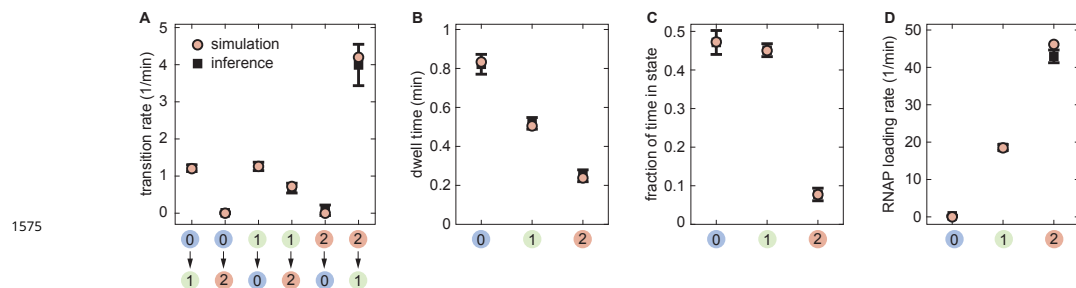 A
B
C
D
transition rate (1/min)
5
4
3
2
1
0
simulation
inference
0 0 1 1 2 2
1 2 0 2 0 1
dwell time (min)
1
0.8
0.6
0.4
0.2
0
0 1 2
fraction of time in state
0.5
0.4
0.3
0.2
0.1
0
0 1 2
RNAP loading rate (1/min)
50
40
30
20
10
0
0 1 2
1575